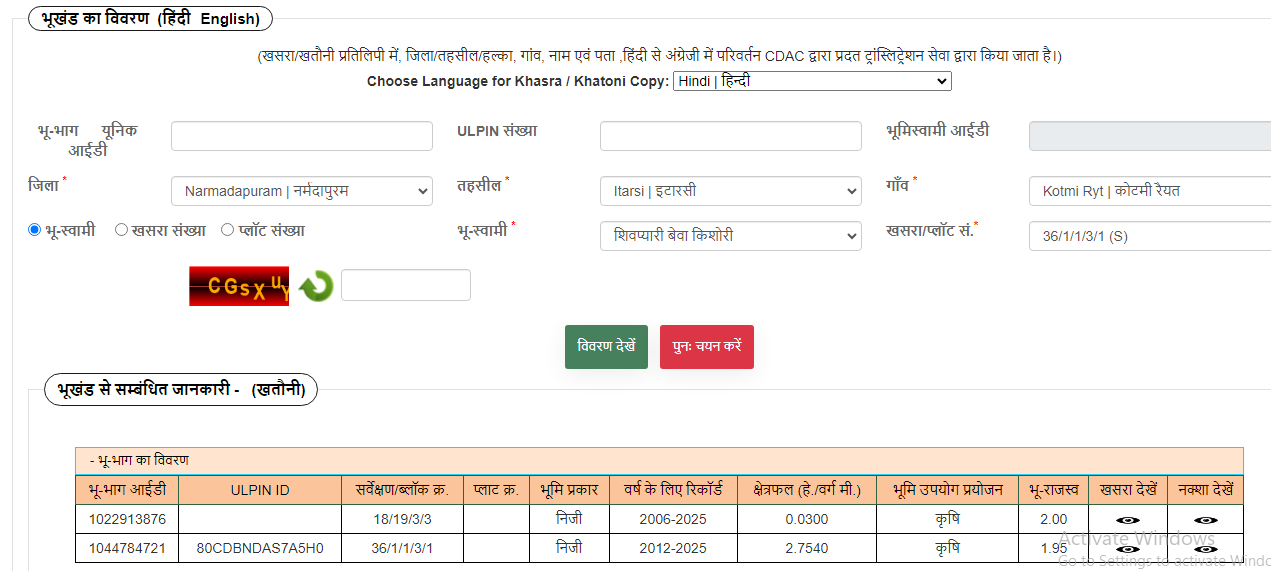 भूखंड का विवरण (हिंदी English)
(खसरा/खतौनी प्रतिलिपी में, जिला/तहसील/हल्का, गांव, नाम एवं पता ,हिंदी से अंग्रेजी में परिवर्तन CDAC द्वारा प्रदत ट्रांस्लिट्रेशन सेवा द्वारा किया जाता है।)
Choose Language for Khasra / Khatoni Copy: Hindi | हिन्दी
भू-भाग यूनिक आईडी ULPIN संख्या भूमिस्वामी आईडी
जिला * Narmadapuram | नर्मदापुरम तहसील * Itarsi | इटारसी गाँव * Kotmi Ryt | कोटमी रैयत
भू-स्वामी खसरा संख्या प्लॉट संख्या भू-स्वामी * शिवप्यारी बेवा किशोरी खसरा/प्लॉट सं.* 36/1/1/3/1 (S)
CGsXuY
विवरण देखें पुनः चयन करें
भूखंड से सम्बंधित जानकारी - (खतौनी)
- भू-भाग का विवरण
भू-भाग आईडी ULPIN ID सर्वेक्षण/ब्लॉक क्र. प्लाट क्र. भूमि प्रकार वर्ष के लिए रिकॉर्ड क्षेत्रफल (हे./वर्ग मी.) भूमि उपयोग प्रयोजन भू-राजस्व खसरा देखें नक्शा देखें
1022913876 18/19/3/3 निजी 2006-2025 0.0300 कृषि 2.00
1044784721 80CDBNDAS7A5H0 36/1/1/3/1 निजी 2012-2025 2.7540 कृषि 1.95
Activate Windows
Go to Settings to activate Windo